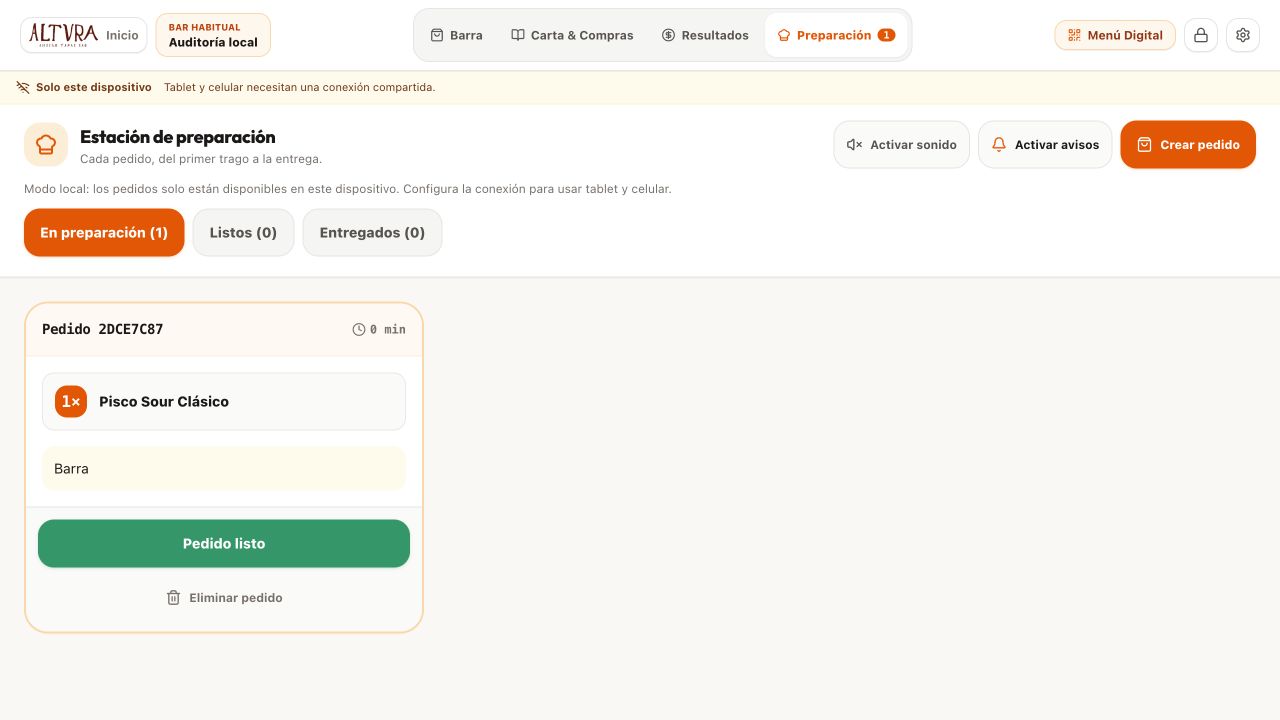 ALTVRA Inicio
BAR HABITUAL
Auditoría local
Barra
Carta & Compras
Resultados
Preparación 1
Menú Digital
Solo este dispositivo Tablet y celular necesitan una conexión compartida.
Estación de preparación
Cada pedido, del primer trago a la entrega.
Activar sonido
Activar avisos
Crear pedido
Modo local: los pedidos solo están disponibles en este dispositivo. Configura la conexión para usar tablet y celular.
En preparación (1)
Listos (0)
Entregados (0)
Pedido 2DCE7C87
0 min
1× Pisco Sour Clásico
Barra
Pedido listo
Eliminar pedido